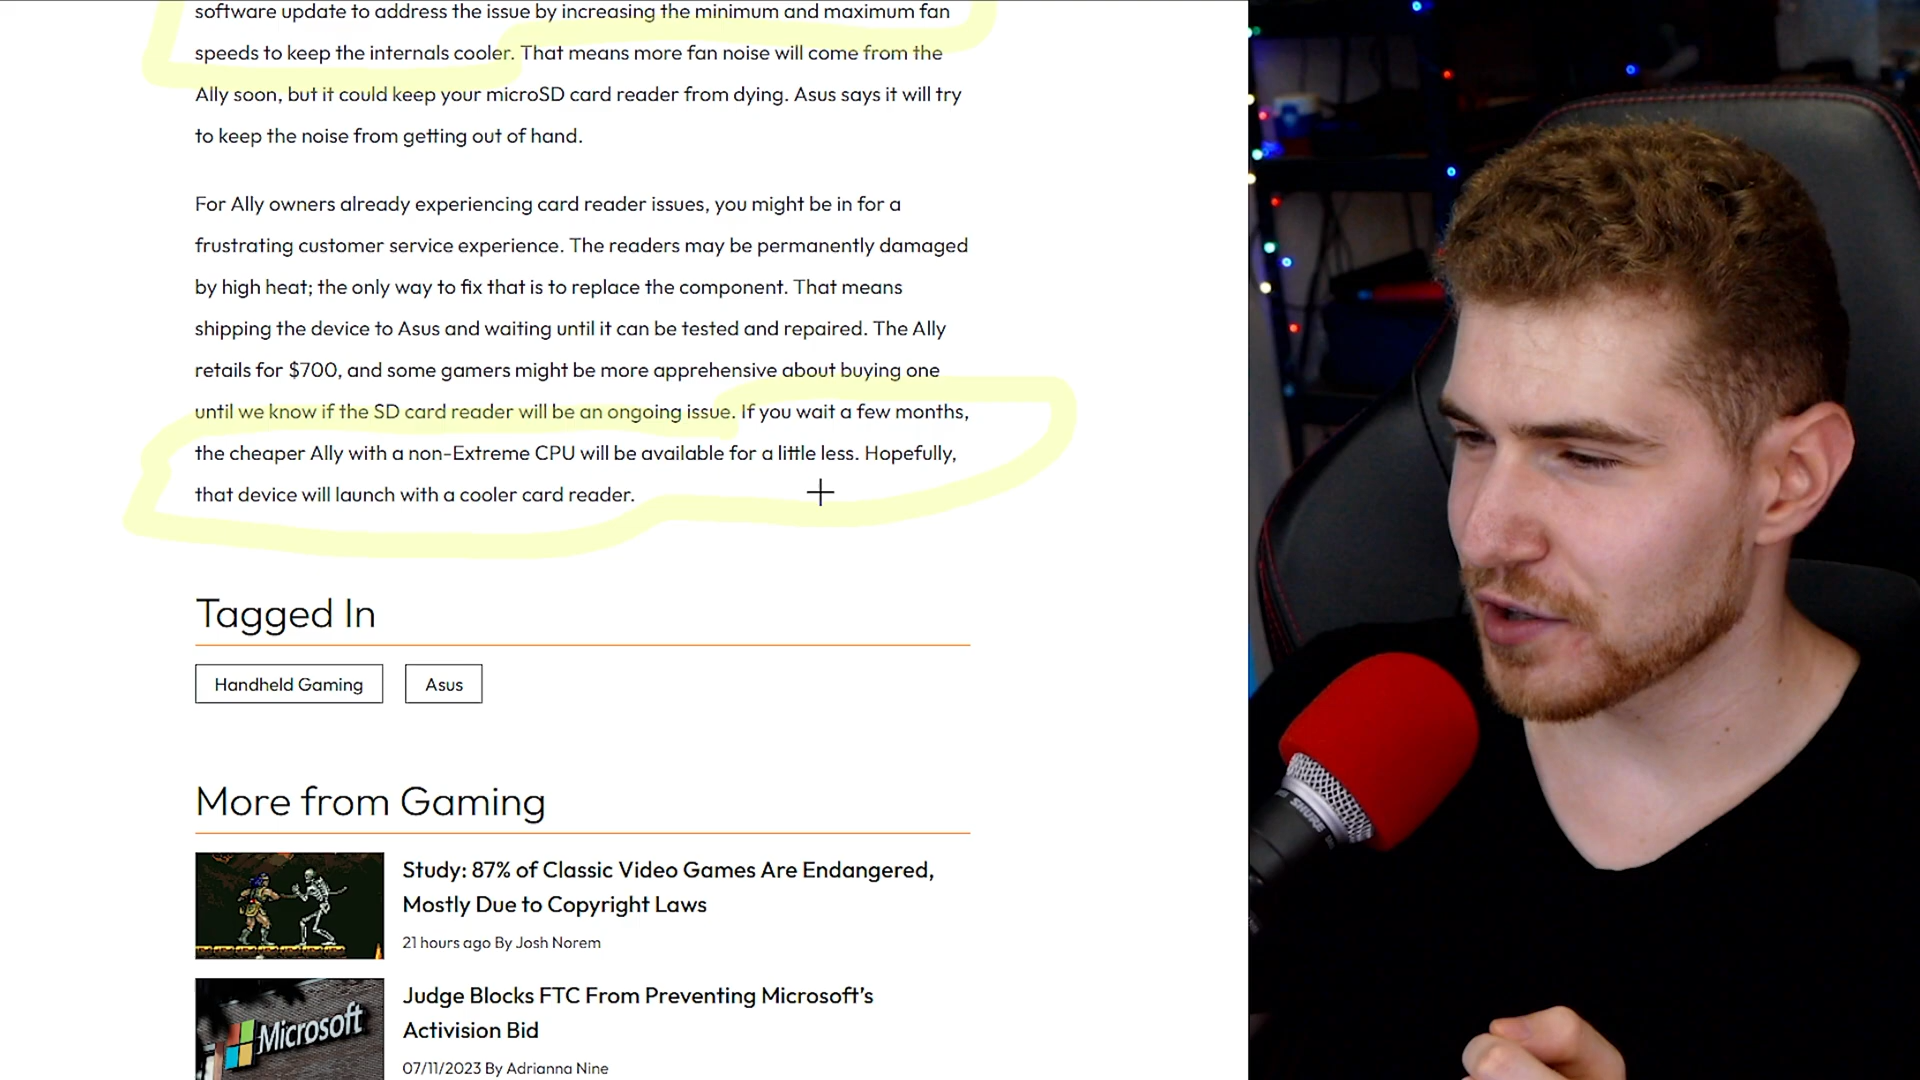 software update to address the issue by increasing the minimum and maximum fan
speeds to keep the internals cooler. That means more fan noise will come from the
Ally soon, but it could keep your microSD card reader from dying. Asus says it will try
to keep the noise from getting out of hand.
For Ally owners already experiencing card reader issues, you might be in for a
frustrating customer service experience. The readers may be permanently damaged
by high heat; the only way to fix that is to replace the component. That means
shipping the device to Asus and waiting until it can be tested and repaired. The Ally
retails for $700, and some gamers might be more apprehensive about buying one
until we know if the SD card reader will be an ongoing issue. If you wait a few months,
the cheaper Ally with a non-Extreme CPU will be available for a little less. Hopefully,
that device will launch with a cooler card reader.
Tagged In
Handheld Gaming
Asus
More from Gaming
Study: 87% of Classic Video Games Are Endangered,
Mostly Due to Copyright Laws
21 hours ago By Josh Norem
Microsoft
Judge Blocks FTC From Preventing Microsoft's
Activision Bid
07/11/2023 By Adrianna Nine
SHURE